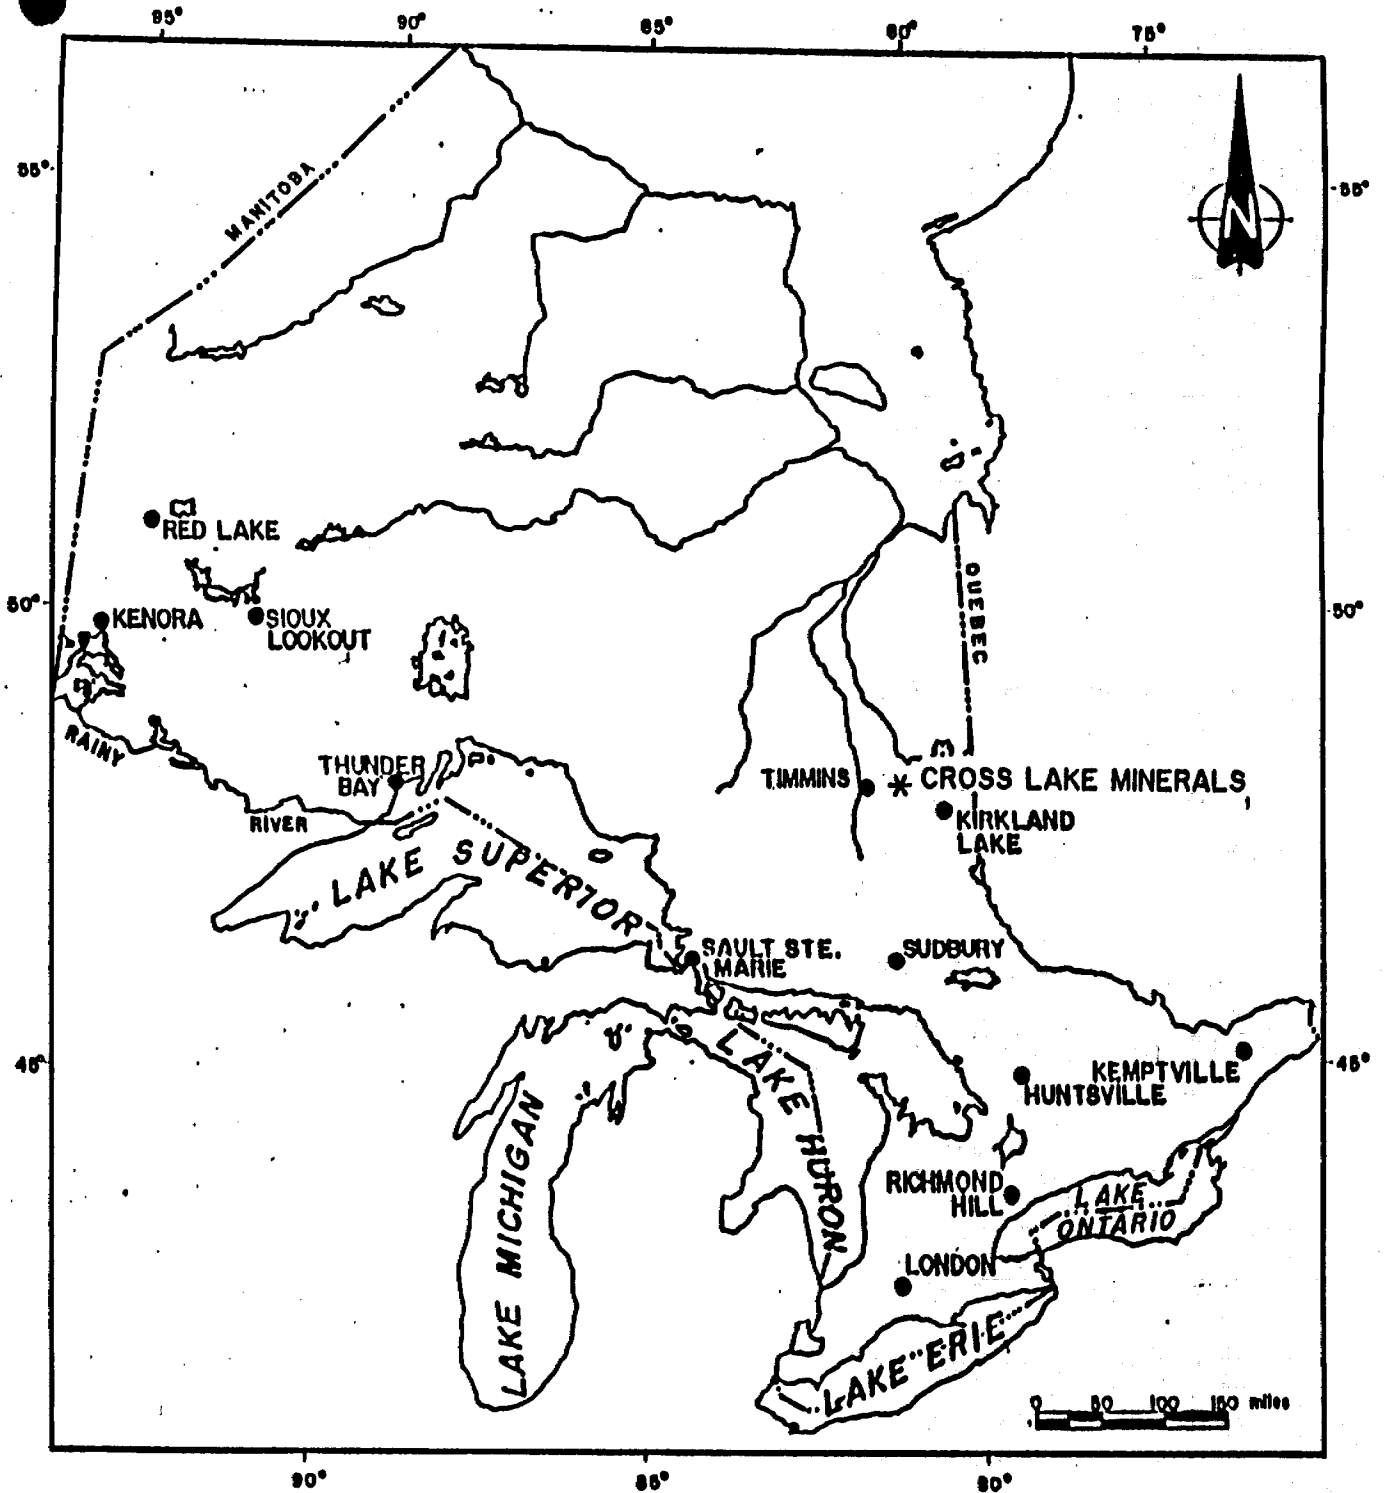 95° 90° 85° 80° 75°
55°
55°
MANITOBA
N
RED LAKE
50°
50°
QUEBEC
KENORA
SIOUX
LOOKOUT
RAINY
THUNDER
BAY
TIMMINS
CROSS LAKE MINERALS
RIVER
KIRKLAND
LAKE
LAKE SUPERIOR
SAULT STE.
MARIE
SUDBURY
45°
45°
KEMPTVILLE
HUNTSVILLE
LAKE HURON
LAKE MICHIGAN
RICHMOND
HILL
LAKE
ONTARIO
LONDON
LAKE ERIE
0 50 100 150 miles
90° 85° 80°